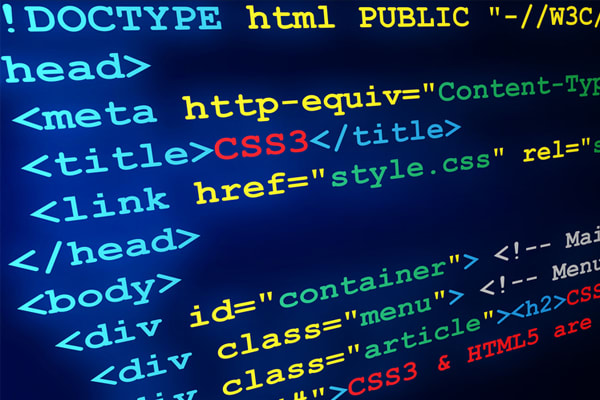 !DOCTYPE html PUBLIC "-//W3C/
head>
<meta http-equiv="Content-Typ
<title>CSS3</title>
<link href="style.css" rel="s
</head>
<body>
<div id="container"> <!-- Mai
<div class="menu"> <!-- Menu
<div class="article"><h2>CSS
#">CSS3 & HTML5 are